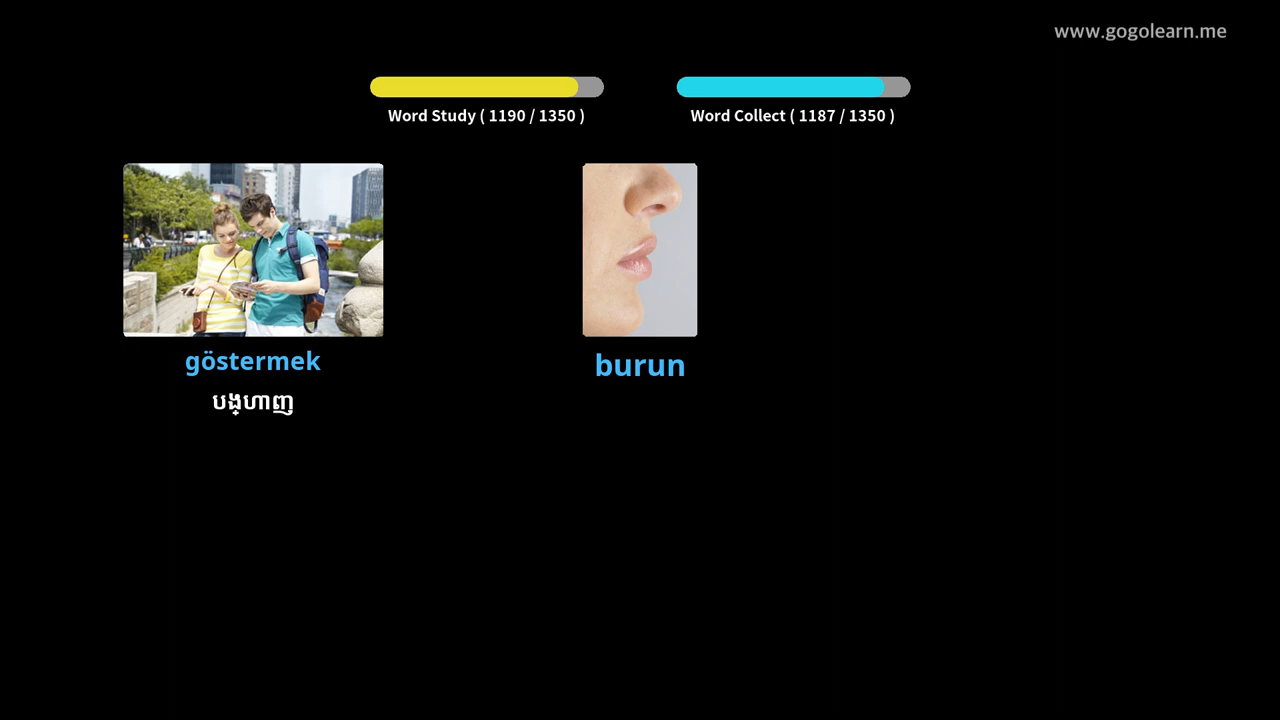 www.gogolearn.me
Word Study ( 1190 / 1350 )
Word Collect ( 1187 / 1350 )
göstermek
បង្ហាញ
burun